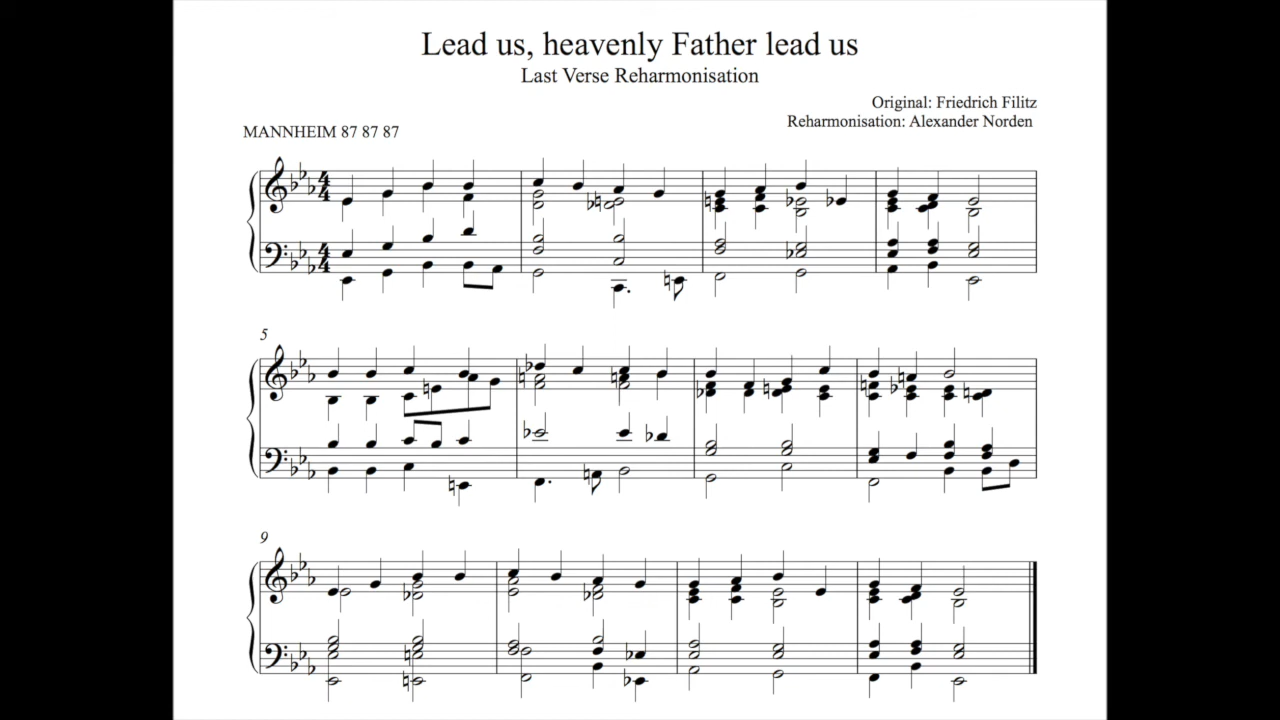 Lead us, heavenly Father lead us
Last Verse Reharmonisation
Original: Friedrich Filitz
Reharmonisation: Alexander Norden
MANNHEIM 87 87 87
5
9